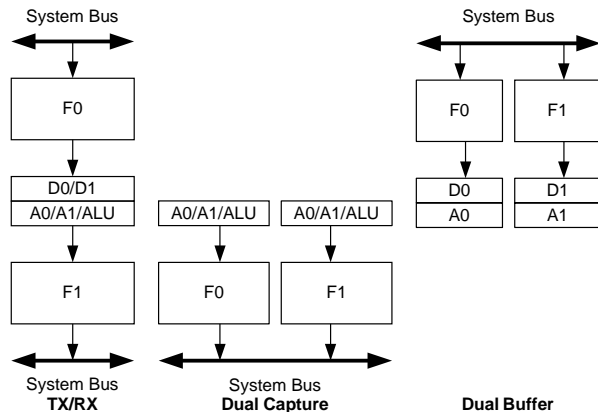 System Bus
F0
D0/D1
A0/A1/ALU
F1
System Bus
TX/RX
A0/A1/ALU
A0/A1/ALU
F0
F1
System Bus
Dual Capture
System Bus
F0
F1
D0
D1
A0
A1
Dual Buffer